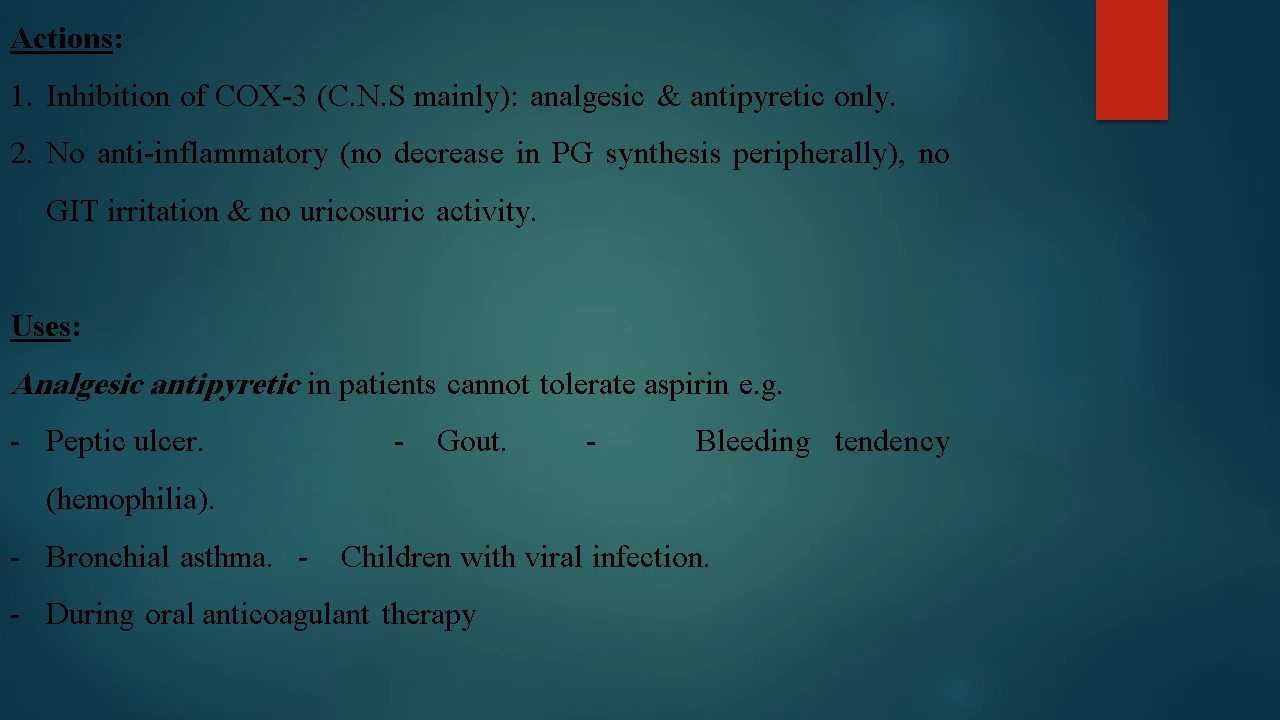 Actions:
1. Inhibition of COX-3 (C.N.S mainly): analgesic & antipyretic only.
2. No anti-inflammatory (no decrease in PG synthesis peripherally), no
GIT irritation & no uricosuric activity.
Uses:
Analgesic antipyretic in patients cannot tolerate aspirin e.g.
- Peptic ulcer. - Gout. - Bleeding tendency
(hemophilia).
- Bronchial asthma. - Children with viral infection.
- During oral anticoagulant therapy